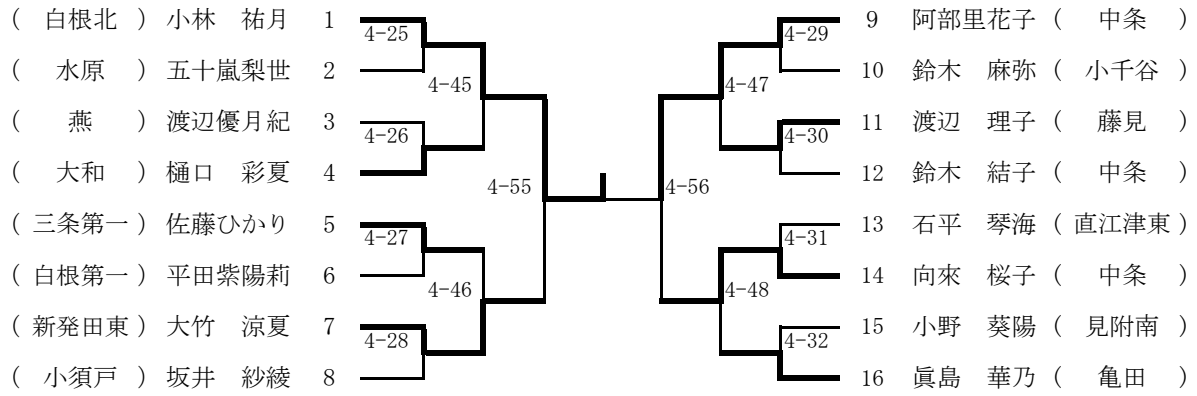 ( 白根北 ) 小林 祐月 1
4-25
( 水原 ) 五十嵐梨世 2
4-45
( 燕 ) 渡辺優月紀 3
4-26
( 大和 ) 樋口 彩夏 4
4-55
( 三条第一 ) 佐藤ひかり 5
4-27
( 白根第一 ) 平田紫陽莉 6
4-46
( 新発田東 ) 大竹 涼夏 7
4-28
( 小須戸 ) 坂井 紗綾 8
9 阿部里花子 ( 中条 )
4-29
10 鈴木 麻弥 ( 小千谷 )
4-47
11 渡辺 理子 ( 藤見 )
4-30
12 鈴木 結子 ( 中条 )
4-56
13 石平 琴海 ( 直江津東 )
4-31
14 向來 桜子 ( 中条 )
4-48
15 小野 葵陽 ( 見附南 )
4-32
16 眞島 華乃 ( 亀田 )